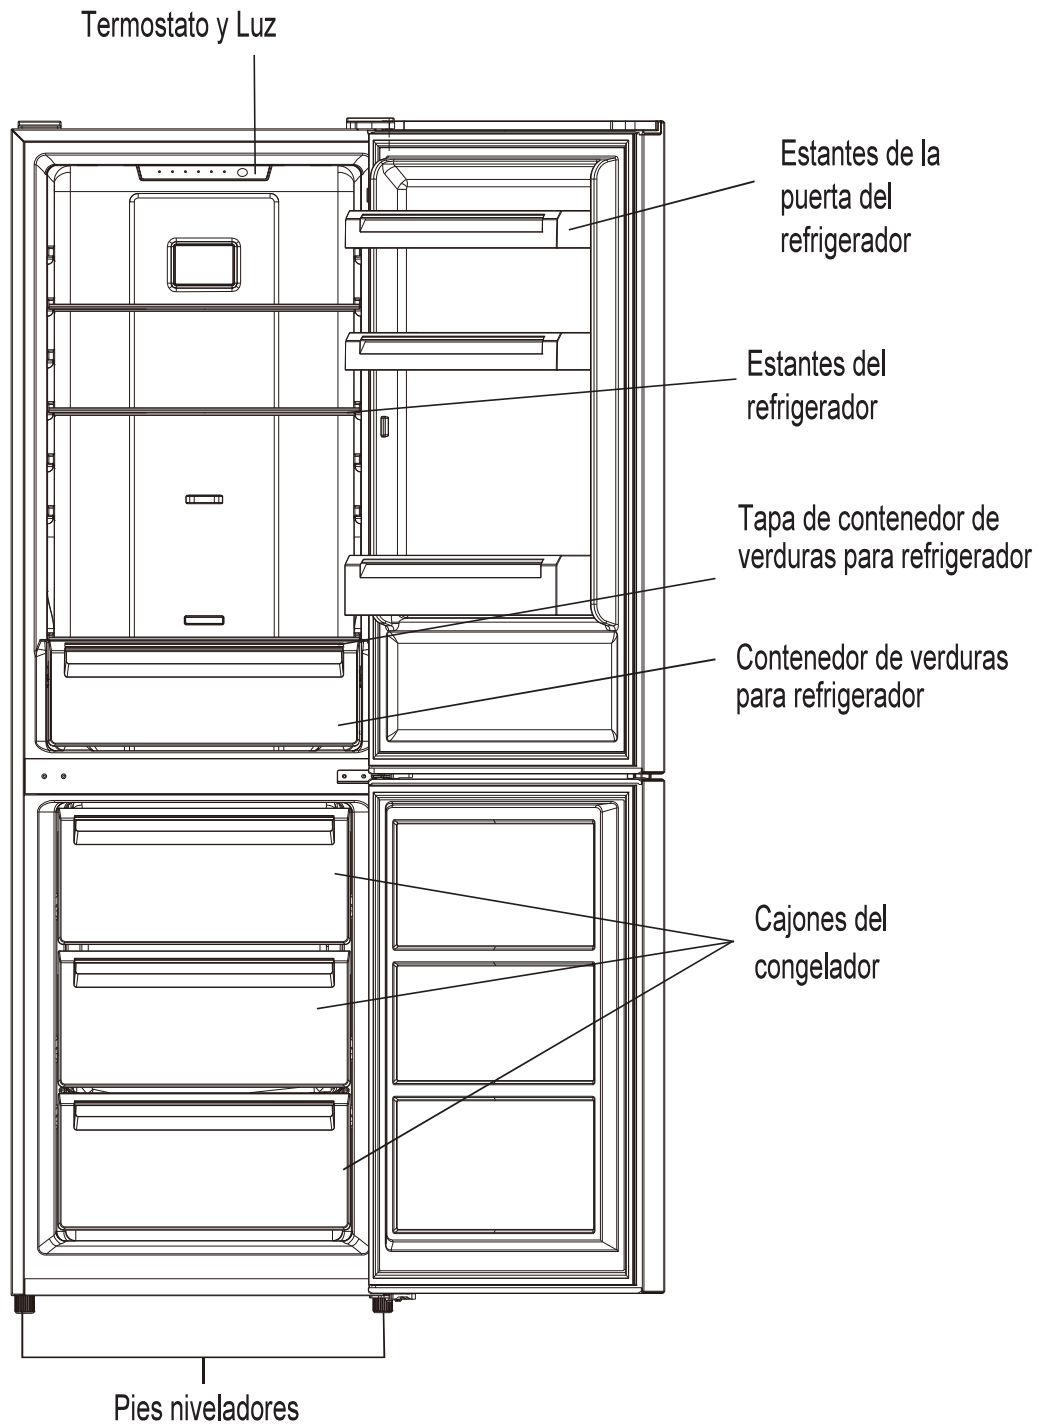 Termostato y Luz
Estantes de la
puerta del
refrigerador
Estantes del
refrigerador
Tapa de contenedor de
verduras para refrigerador
Contenedor de verduras
para refrigerador
Cajones del
congelador
Pies niveladores